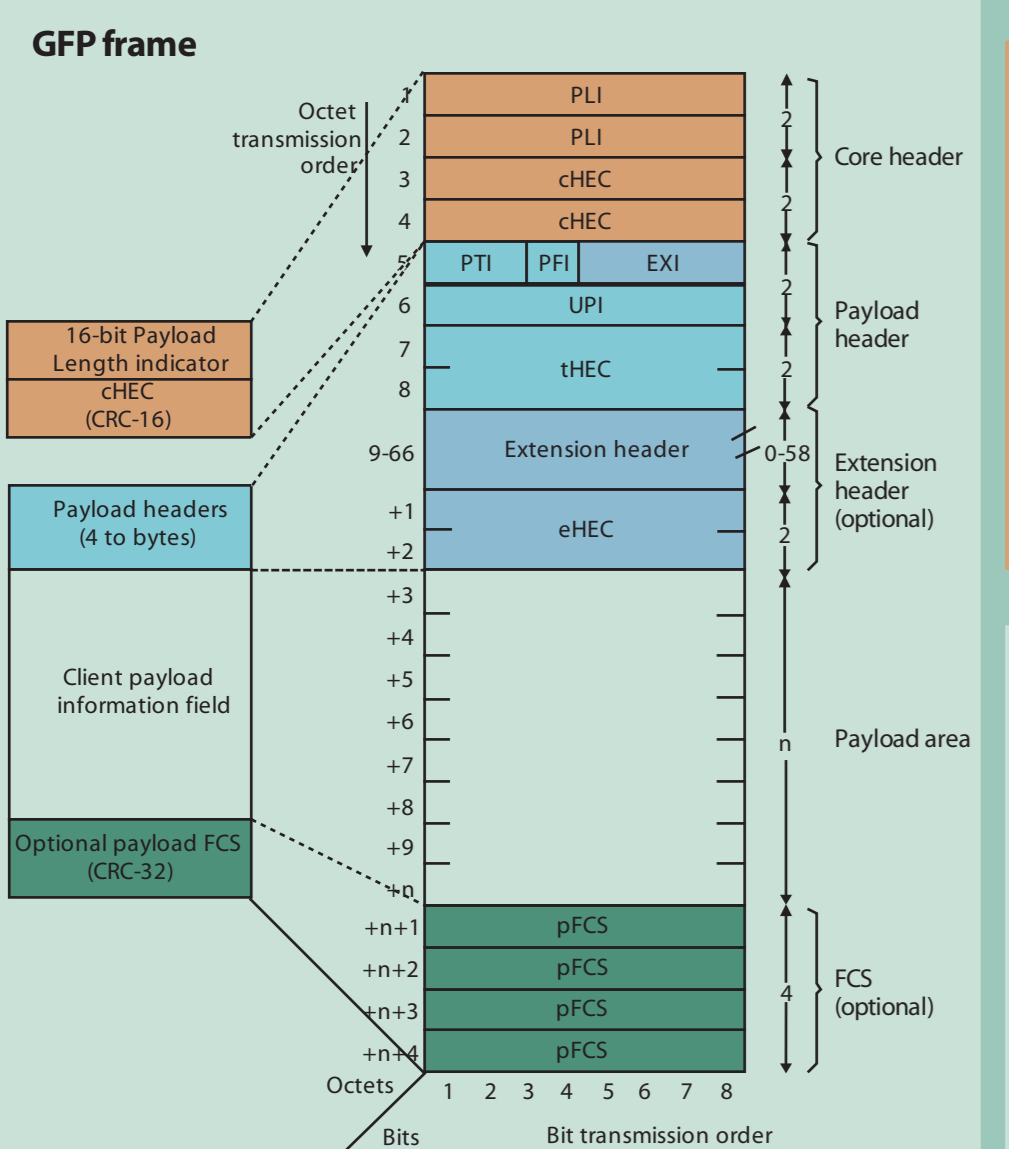 GFP frame
Octet
transmission
order
1
PLI
2
PLI
3
cHEC
4
cHEC
2
2
Core header
5
PTI
PFI
EXI
6
UPI
7
8
tHEC
2
2
Payload
header
16-bit Payload
Length indicator
cHEC
(CRC-16)
9-66
Extension header
0-58
+1
+2
eHEC
2
Extension
header
(optional)
Payload headers
(4 to bytes)
Client payload
information field
Optional payload FCS
(CRC-32)
+3
+4
+5
+6
+7
+8
+9
+n
n
Payload area
+n+1
pFCS
+n+2
pFCS
+n+3
pFCS
+n+4
pFCS
4
FCS
(optional)
Octets
1 2 3 4 5 6 7 8
Bits
Bit transmission order